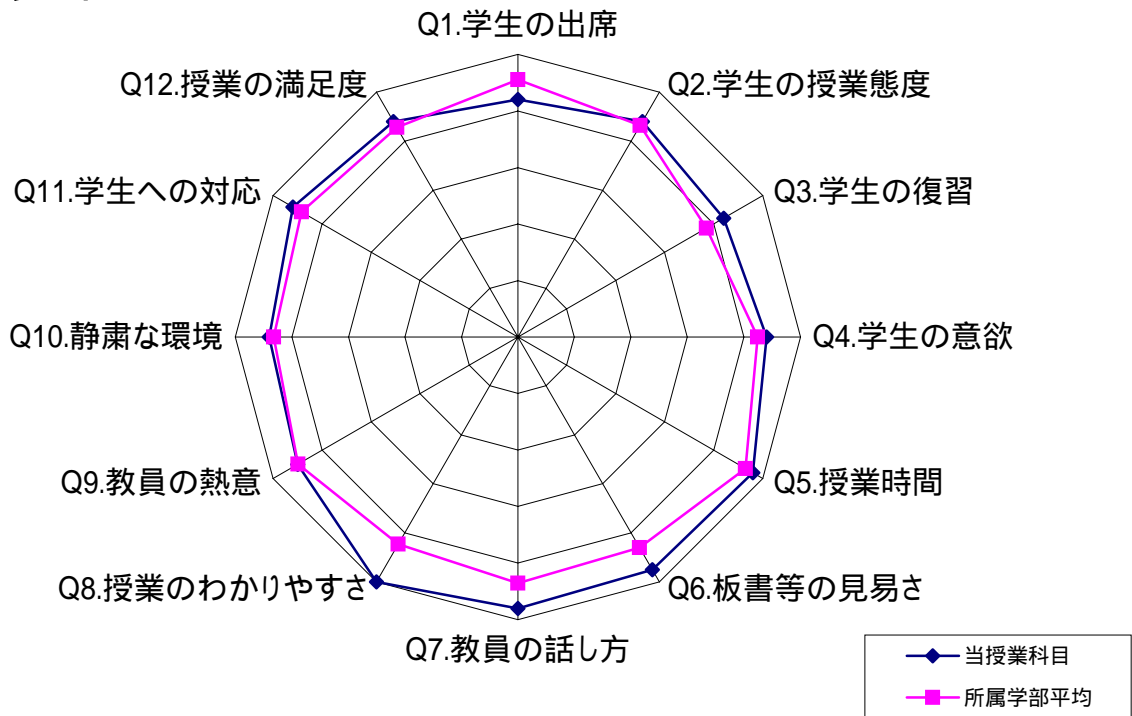 Q1.学生の出席
Q12.授業の満足度
Q2.学生の授業態度
Q11.学生への対応
Q3.学生の復習
Q10.静粛な環境
Q4.学生の意欲
Q9.教員の熱意
Q5.授業時間
Q8.授業のわかりやすさ
Q6.板書等の見易さ
Q7.教員の話し方
当授業科目
所属学部平均